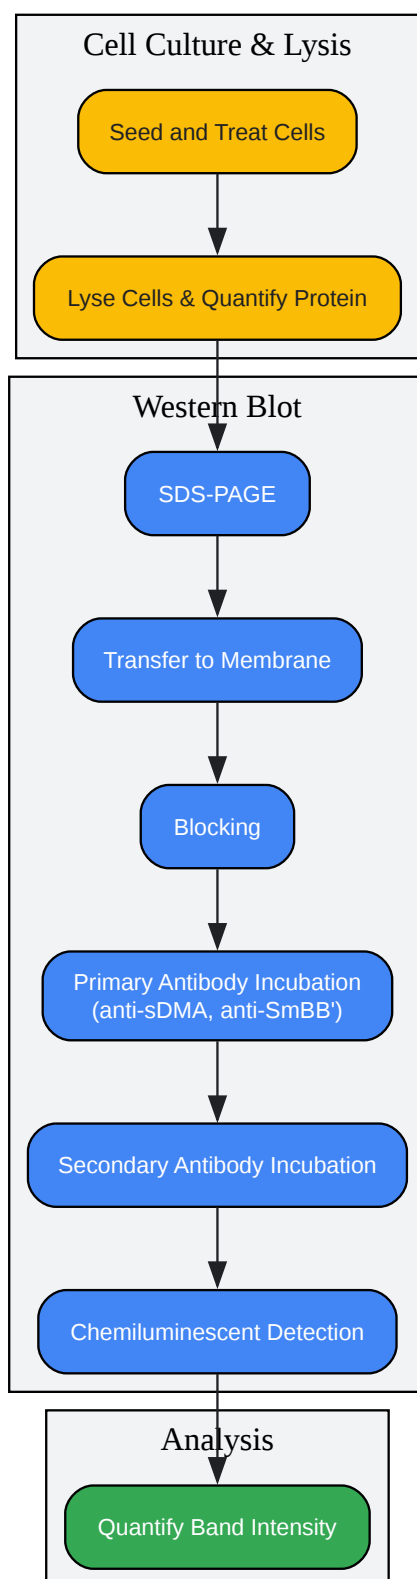 Cell Culture & Lysis
Seed and Treat Cells
Lyse Cells & Quantify Protein
Western Blot
SDS-PAGE
Transfer to Membrane
Blocking
Primary Antibody Incubation
(anti-sDMA, anti-SmBB')
Secondary Antibody Incubation
Chemiluminescent Detection
Analysis
Quantify Band Intensity